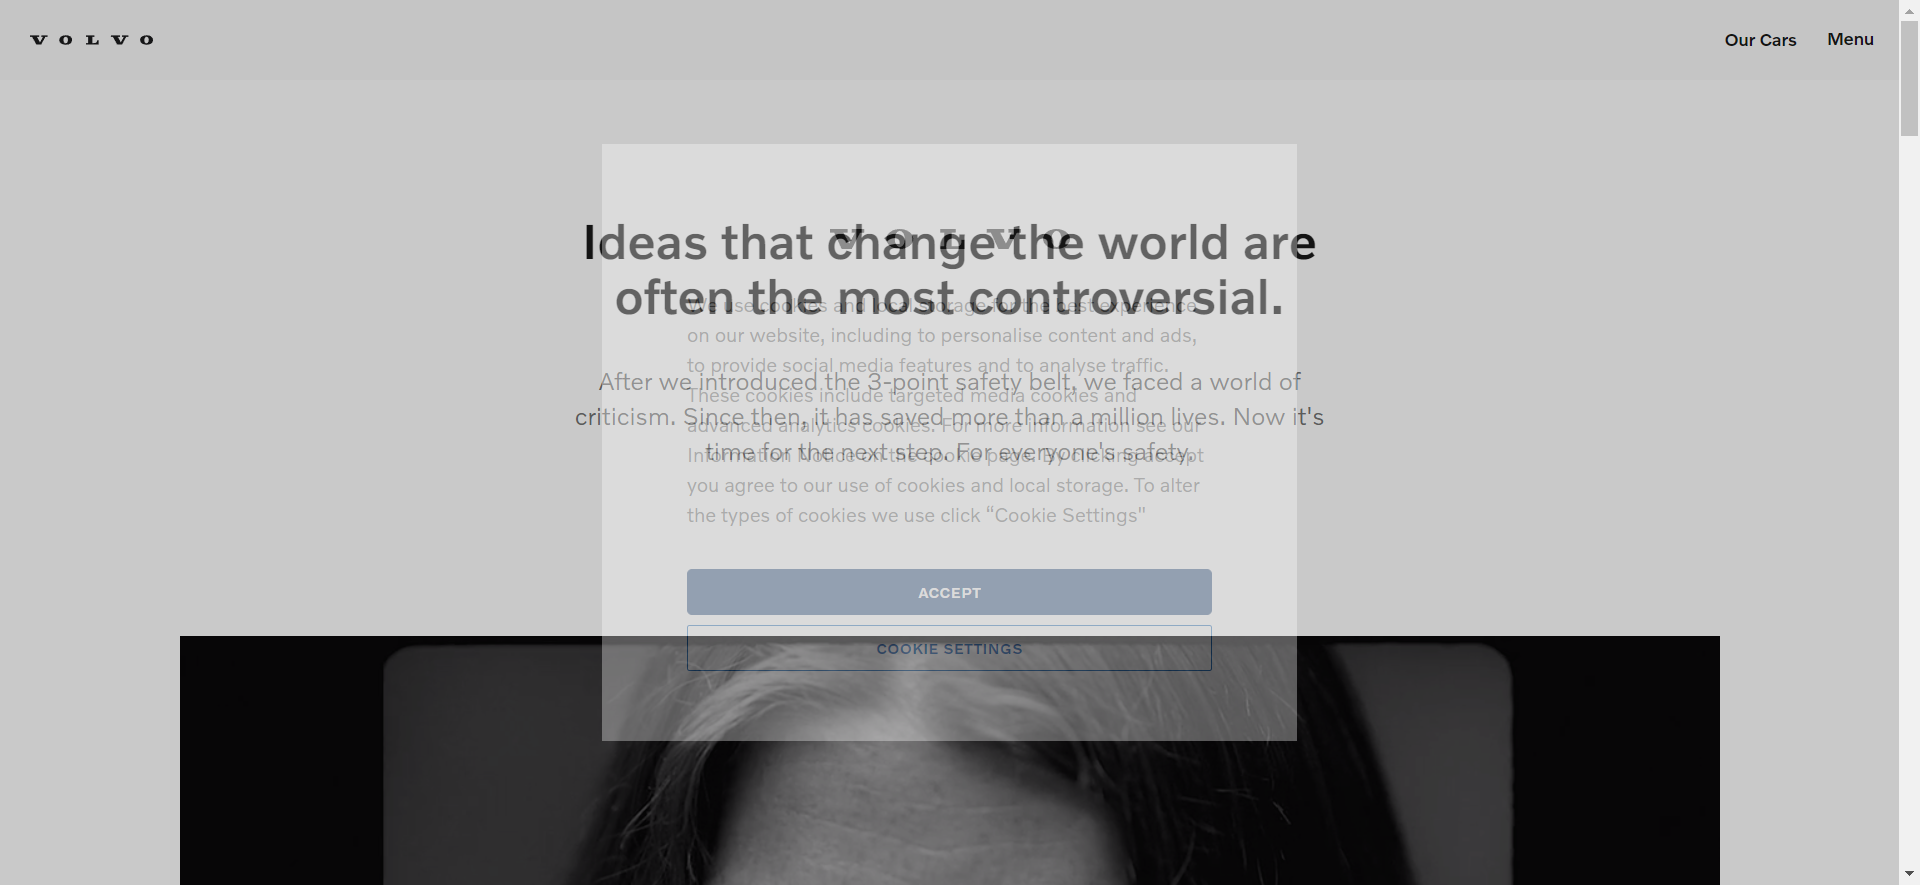 VOLVO
Our Cars
Menu
Ideas that change the world are
often the most controversial.
After we introduced the 3-point safety belt, we faced a world of
criticism. Since then, it has saved more than a million lives. Now it's
time for the next step. For everyone's safety.
VOLVO
We use cookies and local storage for the best experience
on our website, including to personalise content and ads,
to provide social media features and to analyse traffic.
These cookies include targeted media cookies and
advanced analytics cookies. For more information see our
Information Notice on the cookie page. By clicking accept
you agree to our use of cookies and local storage. To alter
the types of cookies we use click “Cookie Settings"
ACCEPT
COOKIE SETTINGS